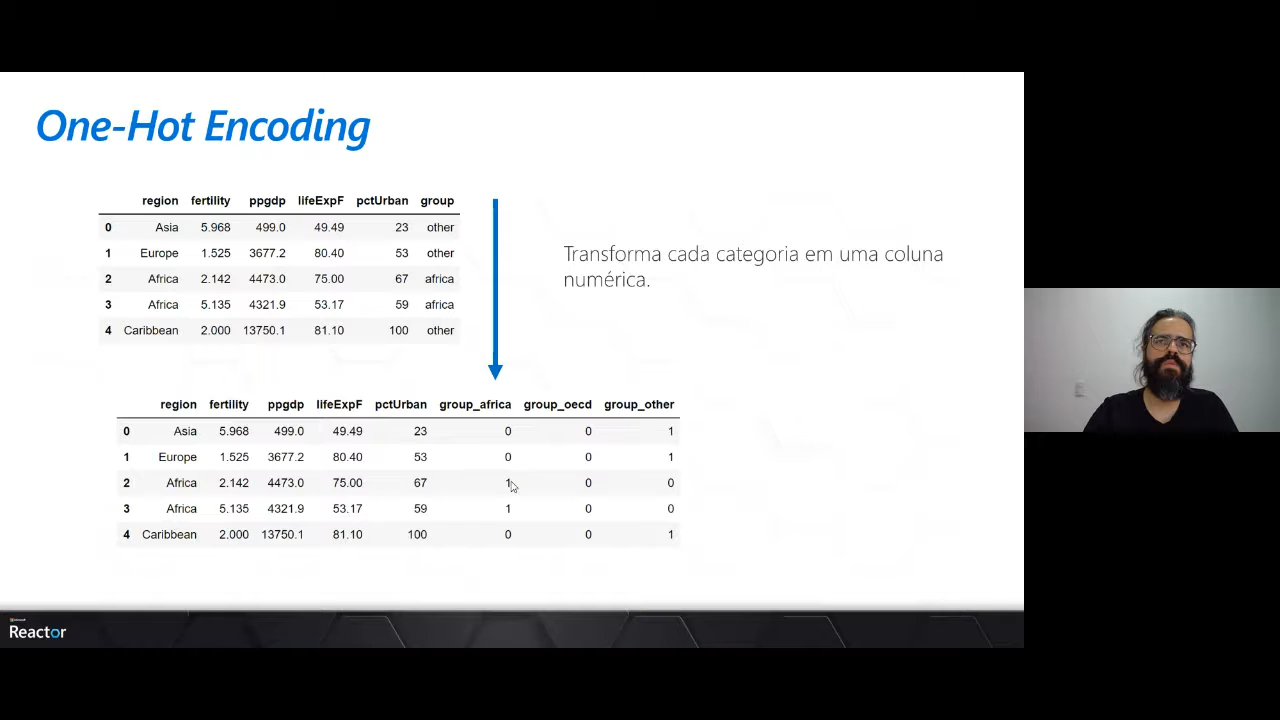 One-Hot Encoding
region fertility ppgdp lifeExpF pctUrban group
0 Asia 5.968 499.0 49.49 23 other
1 Europe 1.525 3677.2 80.40 53 other
2 Africa 2.142 4473.0 75.00 67 africa
3 Africa 5.135 4321.9 53.17 59 africa
4 Caribbean 2.000 13750.1 81.10 100 other
Transforma cada categoria em uma coluna
numérica.
region fertility ppgdp lifeExpF pctUrban group_africa group_oecd group_other
0 Asia 5.968 499.0 49.49 23 0 0 1
1 Europe 1.525 3677.2 80.40 53 0 0 1
2 Africa 2.142 4473.0 75.00 67 1 0 0
3 Africa 5.135 4321.9 53.17 59 1 0 0
4 Caribbean 2.000 13750.1 81.10 100 0 0 1
Reactor